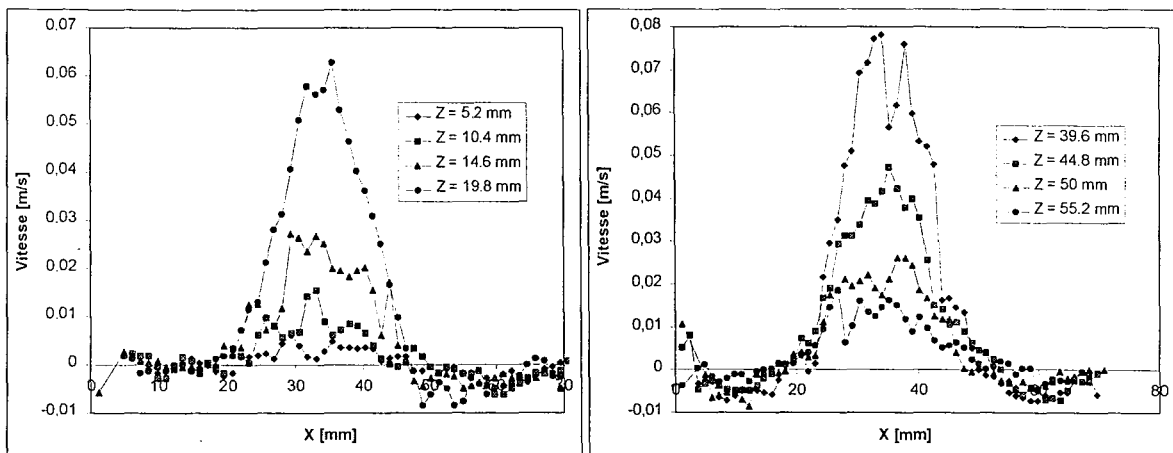 0,07
0,06
0,05
0,04
0,03
0,02
0,01
0
-0,01
Vitesse [m/s]
Z = 5.2 mm
Z = 10.4 mm
Z = 14.6 mm
Z = 19.8 mm
0
20
30
40
X [mm]
0,08
0,07
0,06
0,05
0,04
0,03
0,02
0,01
0
-0,01
Vitesse [m/s]
Z = 39.6 mm
Z = 44.8 mm
Z = 50 mm
Z = 55.2 mm
0
20
40
60
80
X [mm]